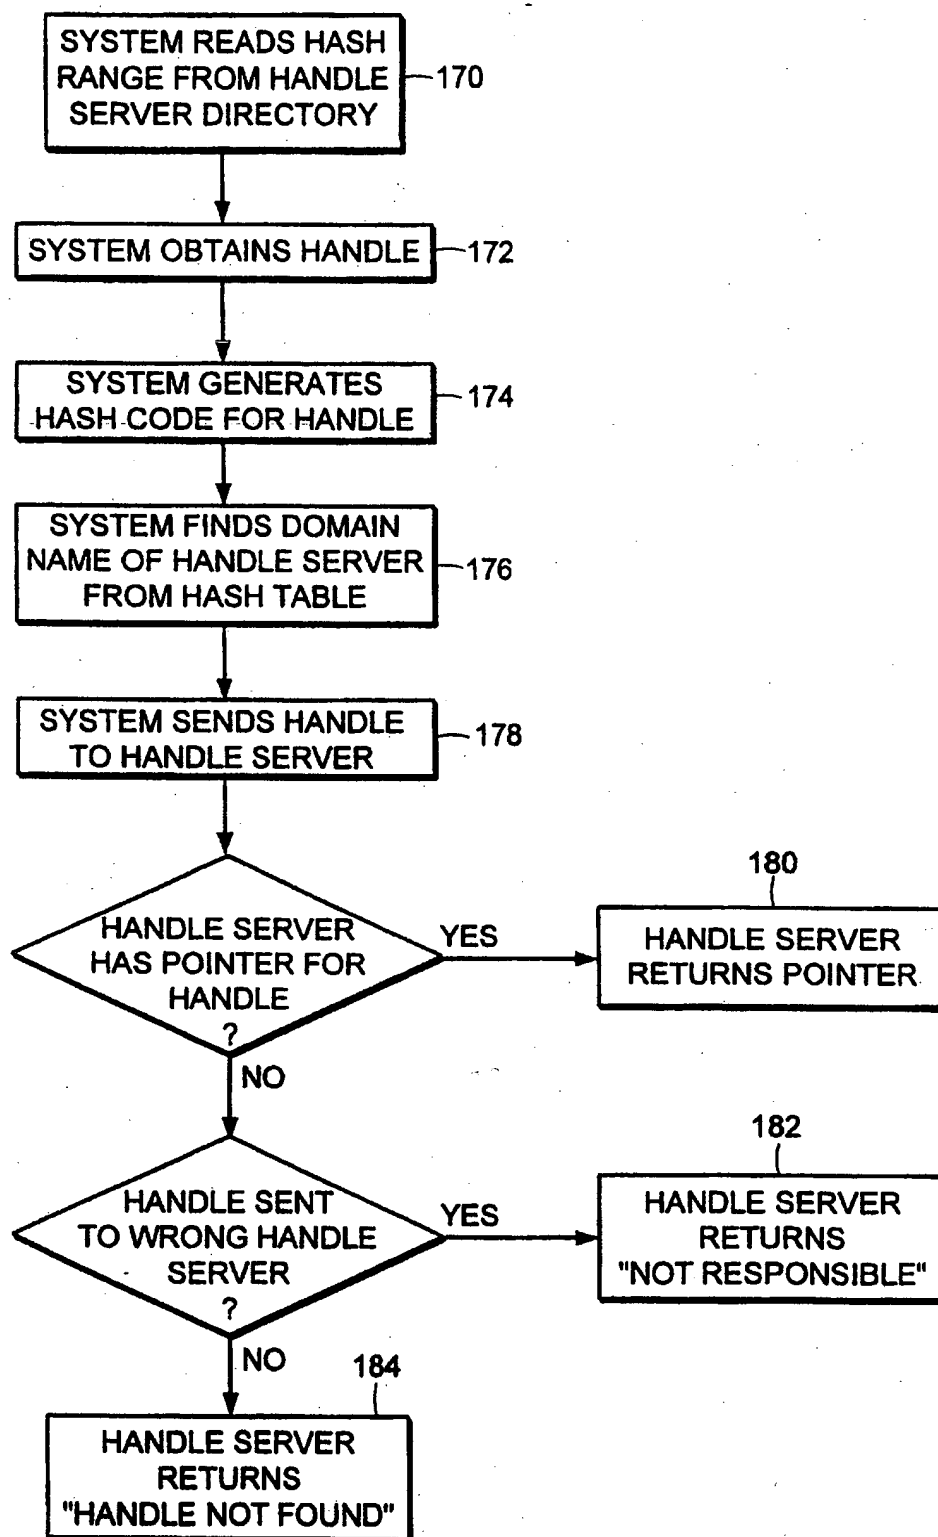 SYSTEM READS HASH
RANGE FROM HANDLE
SERVER DIRECTORY
170
SYSTEM OBTAINS HANDLE
172
SYSTEM GENERATES
HASH CODE FOR HANDLE
174
SYSTEM FINDS DOMAIN
NAME OF HANDLE SERVER
FROM HASH TABLE
176
SYSTEM SENDS HANDLE
TO HANDLE SERVER
178
HANDLE SERVER
HAS POINTER FOR
HANDLE
?
YES
180
HANDLE SERVER
RETURNS POINTER
NO
HANDLE SENT
TO WRONG HANDLE
SERVER
?
YES
182
HANDLE SERVER
RETURNS
"NOT RESPONSIBLE"
NO
184
HANDLE SERVER
RETURNS
"HANDLE NOT FOUND"